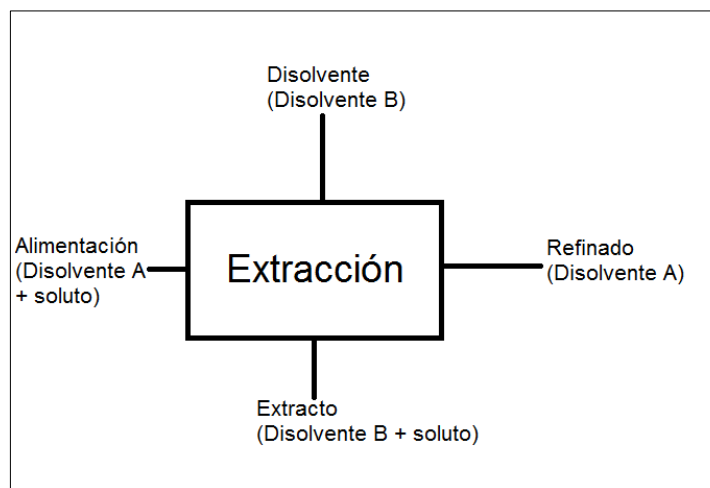 Disolvente
(Disolvente B)
Alimentación
(Disolvente A
+ soluto)
Extracción
Refinado
(Disolvente A)
Extracto
(Disolvente B + soluto)